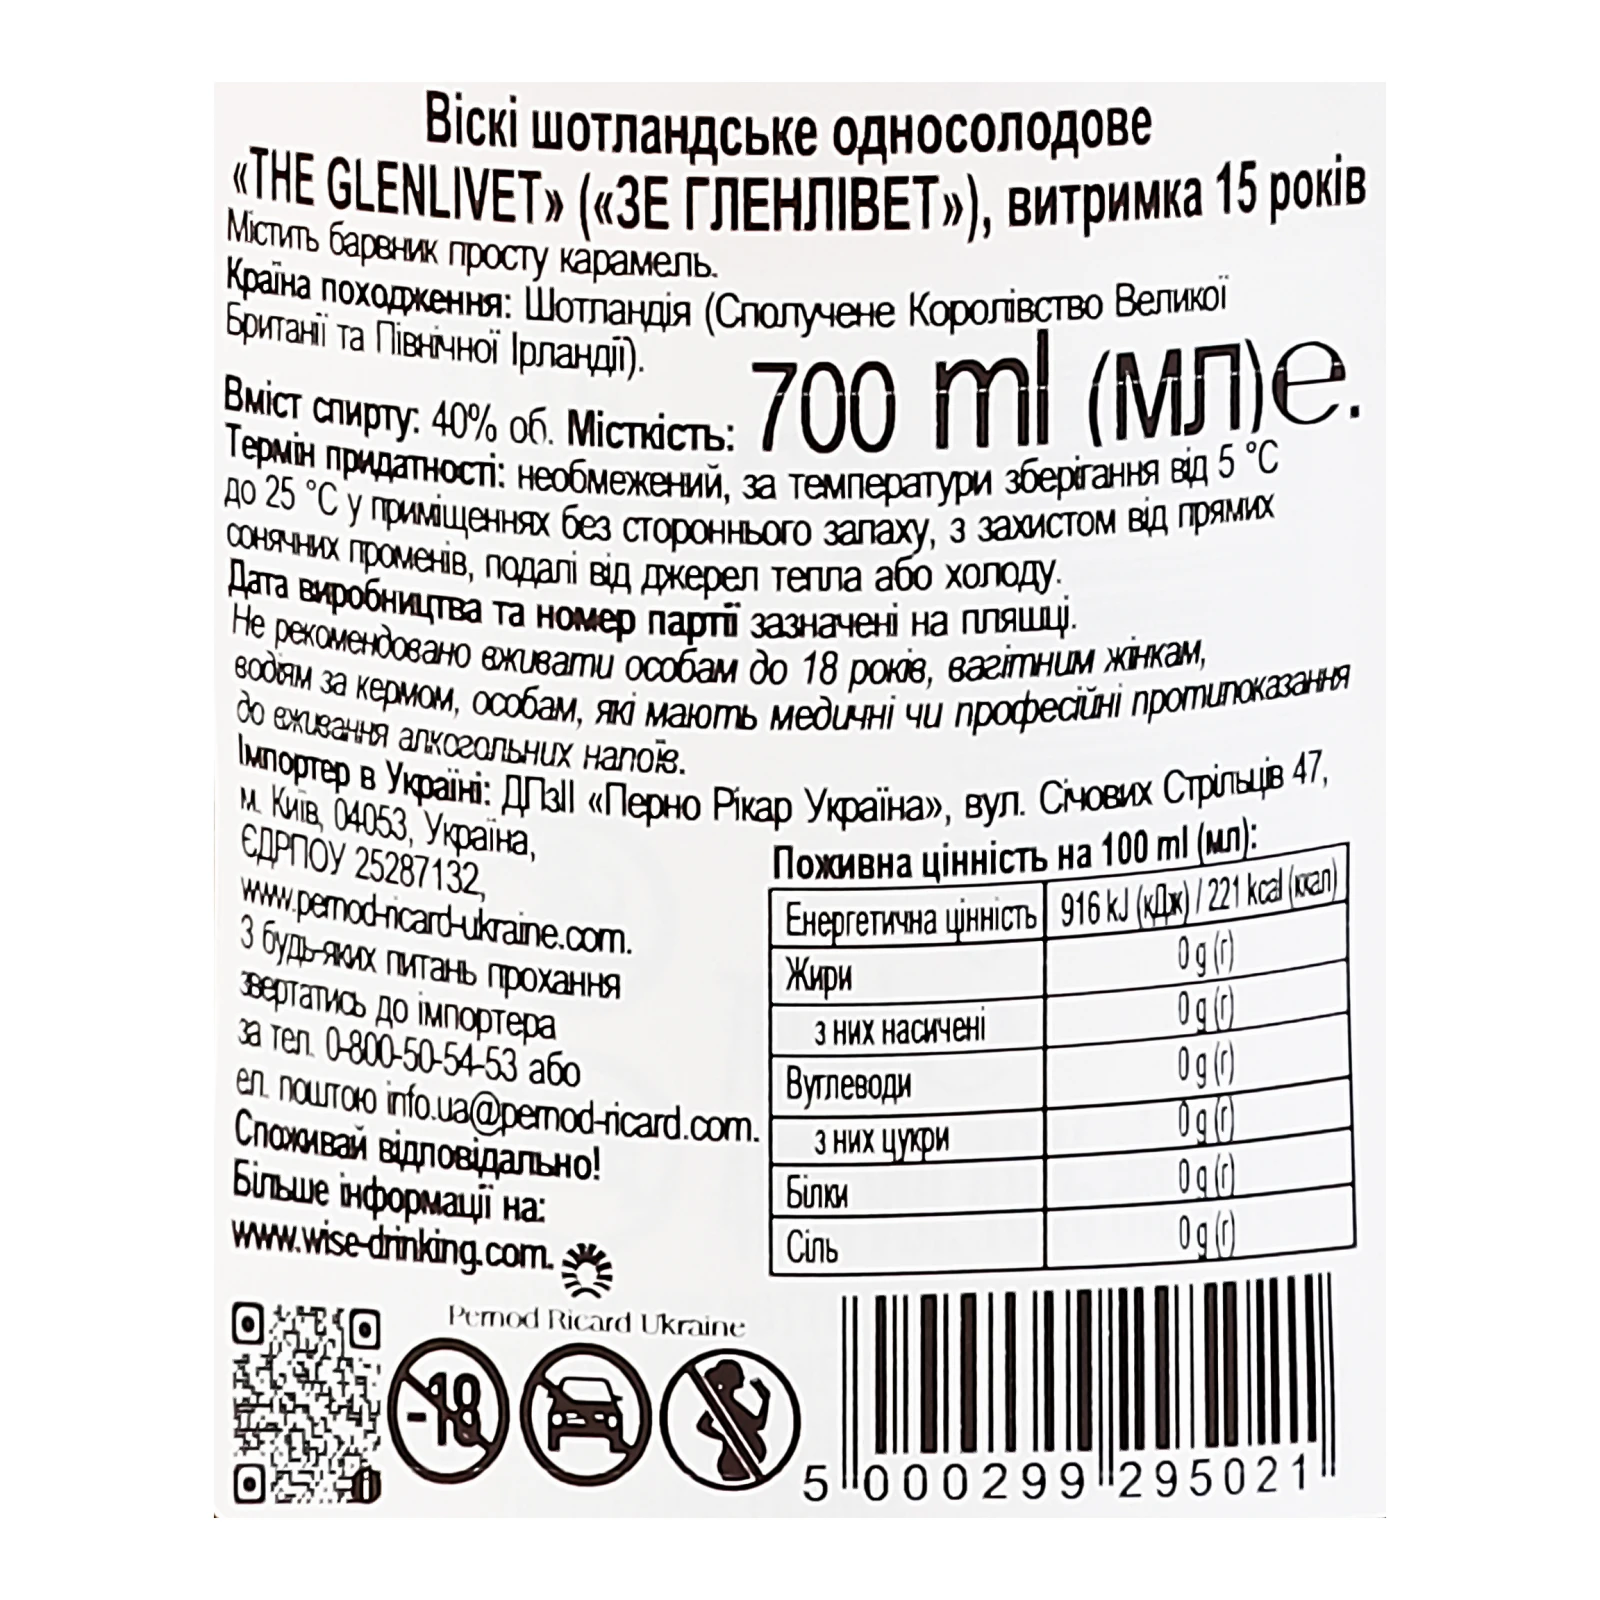 Віскі шотландське односолодове
«THE GLENLIVET» («ЗЕ ГЛЕНЛІВЕТ»), витримка 15 років
Містить барвник просту карамель.
Країна походження: Шотландія (Сполучене Королівство Великої
Британії та Північної Ірландії).
Вміст спирту: 40% об. Місткість: 700 ml (мл)е.
Термін придатності: необмежений, за температури зберігання від 5 °С
до 25 °С у приміщеннях без стороннього запаху, з захистом від прямих
сонячних променів, подалі від джерел тепла або холоду.
Дата виробництва та номер партії зазначені на пляшці.
Не рекомендовано вживати особам до 18 років, вагітним жінкам,
водіям за кермом, особам, які мають медичні чи професійні протипоказання
до вживання алкогольних напоїв.
Імпортер в Україні: ДПзІІ «Перно Рікар Україна», вул. Січових Стрільців 47,
м. Київ, 04053, Україна,
ЄДРПОУ 25287132,
www.pernod-ricard-ukraine.com.
З будь-яких питань прохання
звертатись до імпортера
за тел. 0-800-50-54-53 або
ел. поштою info.ua@pernod-ricard.com.
Споживай відповідально!
Більше інформації на:
www.wise-drinking.com.
Pernod Ricard Ukraine
Поживна цінність на 100 ml (мл):
Енергетична цінність 916 kJ (кДж) / 221 kcal (ккал)
Жири 0 g (г)
з них насичені 0 g (г)
Вуглеводи 0 g (г)
з них цукри 0 g (г)
Білки 0 g (г)
Сіль 0 g (г)
-18
5 000299 295021